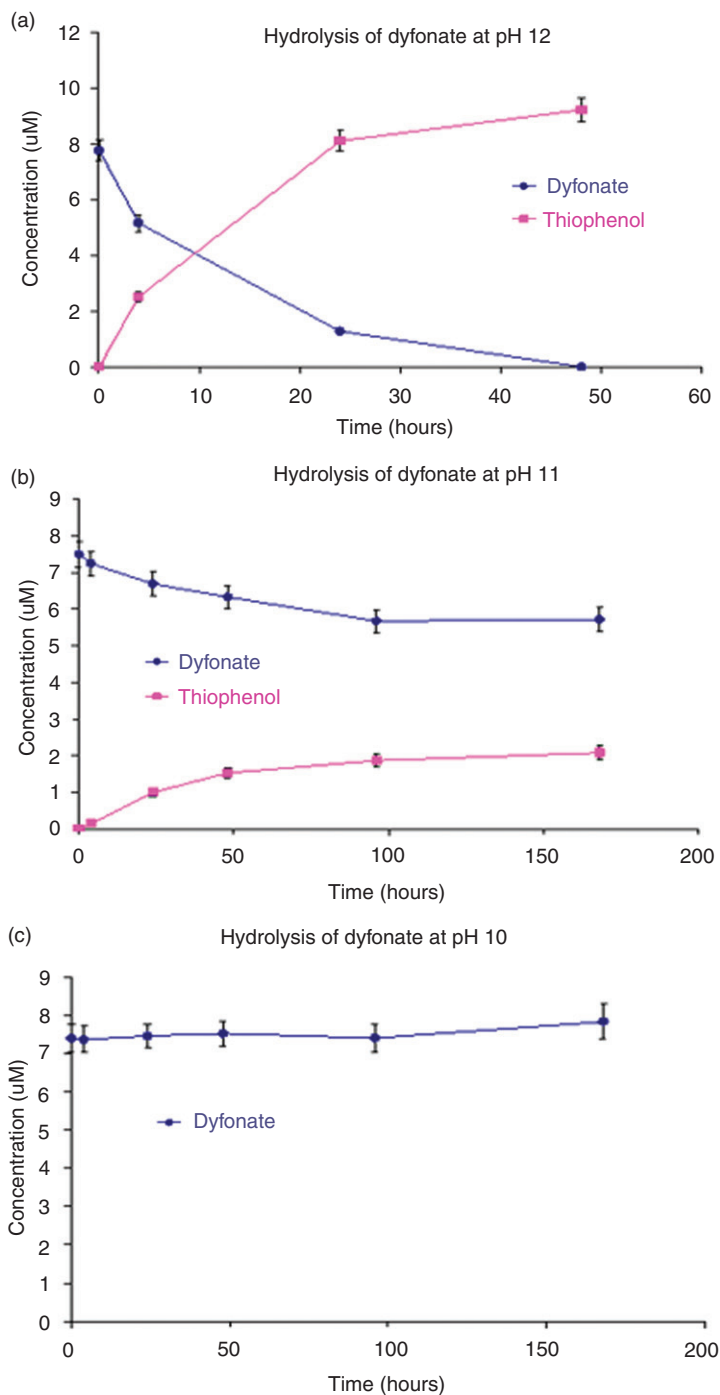 (a)
Hydrolysis of dyfonate at pH 12
Concentration (uM)
12
10
8
6
4
2
0
Dyfonate
Thiophenol
0 10 20 30 40 50 60
Time (hours)
(b)
Hydrolysis of dyfonate at pH 11
Concentration (uM)
9
8
7
6
5
4
3
2
1
0
Dyfonate
Thiophenol
0 50 100 150 200
Time (hours)
(c)
Hydrolysis of dyfonate at pH 10
Concentration (uM)
9
8
7
6
5
4
3
2
1
0
Dyfonate
0 50 100 150 200
Time (hours)